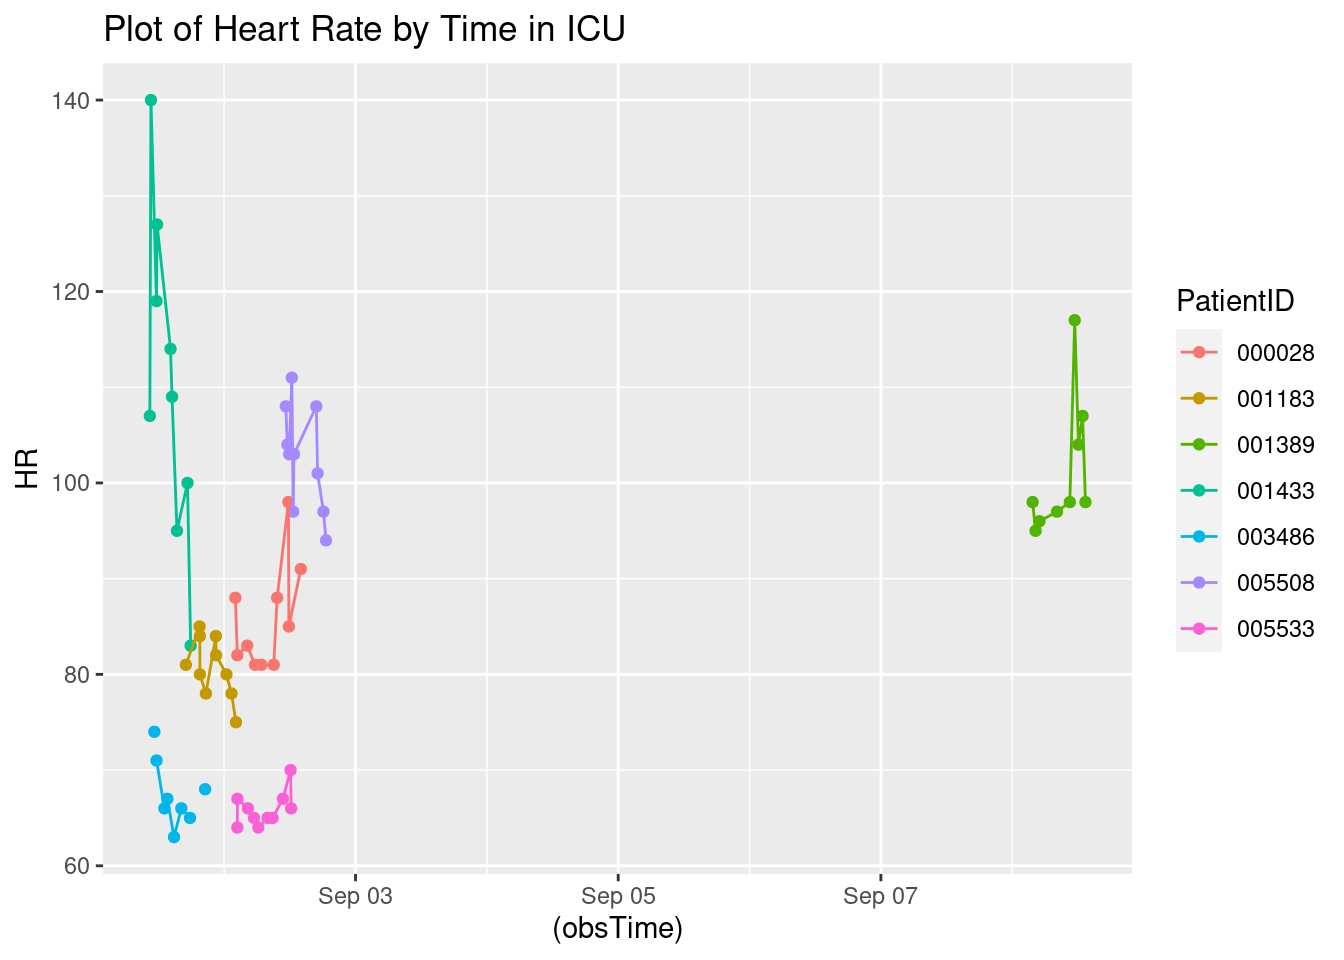 Plot of Heart Rate by Time in ICU
140
120
100
80
60
HR
Sep 03
Sep 05
Sep 07
(obsTime)
PatientID
000028
001183
001389
001433
003486
005508
005533